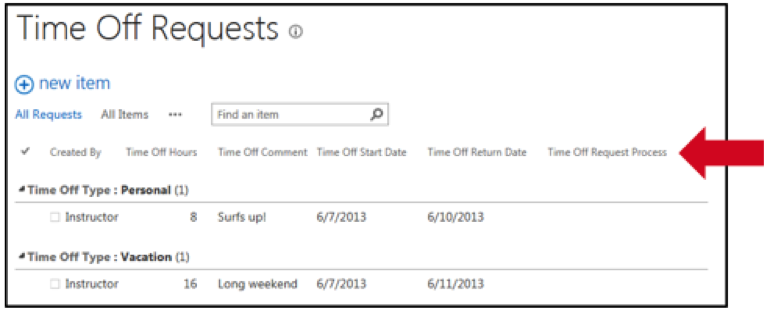 Time Off Requests
new item
All Requests All Items ••• Find an item
Created By Time Off Hours Time Off Comment Time Off Start Date Time Off Return Date Time Off Request Process
Time Off Type : Personal (1)
Instructor 8 Surfs up! 6/7/2013 6/10/2013
Time Off Type : Vacation (1)
Instructor 16 Long weekend 6/7/2013 6/11/2013